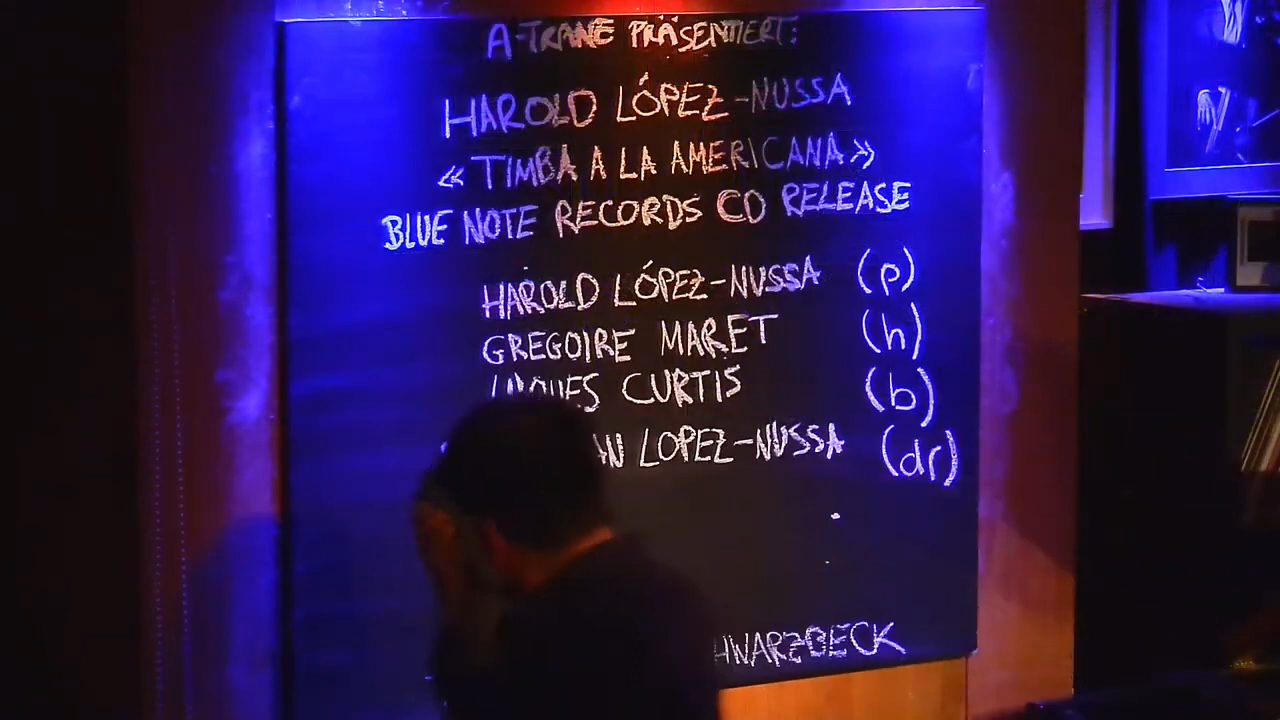 A-TRANE PRÄSENTIERT:
HAROLD LÓPEZ-NUSSA
« TIMBA A LA AMERICANA »
BLUE NOTE RECORDS CD RELEASE
HAROLD LÓPEZ-NUSSA (p)
GREGOIRE MARET (h)
CURTIS (b)
LOPEZ-NUSSA (dr)